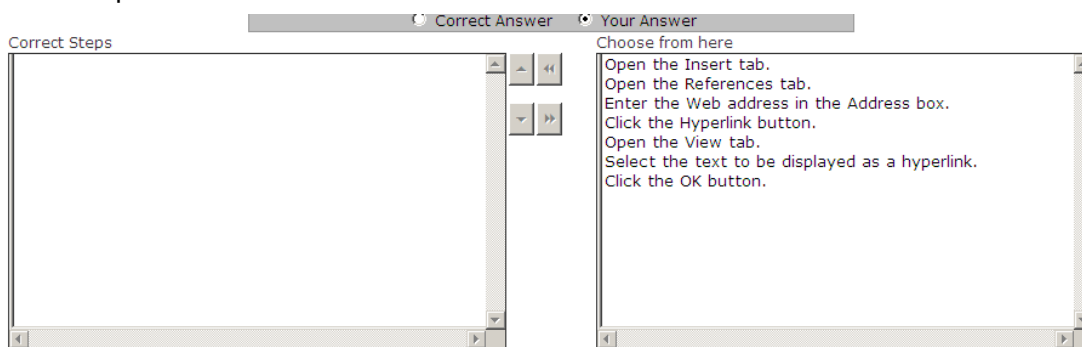 Correct Answer Your Answer
Correct Steps
Choose from here
Open the Insert tab.
Open the References tab.
Enter the Web address in the Address box.
Click the Hyperlink button.
Open the View tab.
Select the text to be displayed as a hyperlink.
Click the OK button.